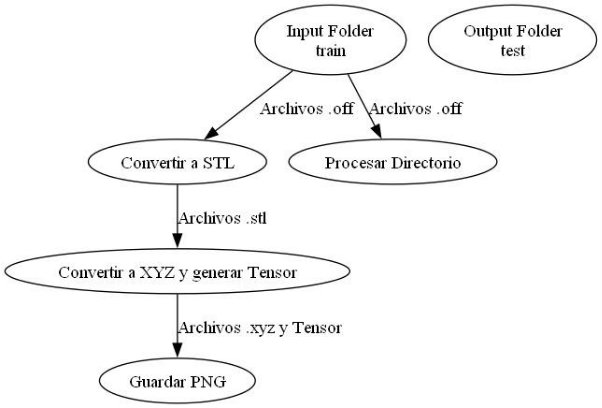 Input Folder
train
Output Folder
test
Archivos .off
Archivos .off
Convertir a STL
Procesar Directorio
Archivos .stl
Convertir a XYZ y generar Tensor
Archivos .xyz y Tensor
Guardar PNG